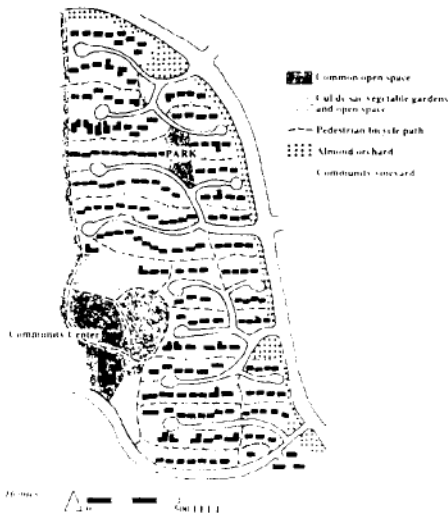 Common open space
Cul de sac vegetable gardens
and open space
PARK
Pedestrian bicycle path
Almond orchard
Community vineyard
Community Center